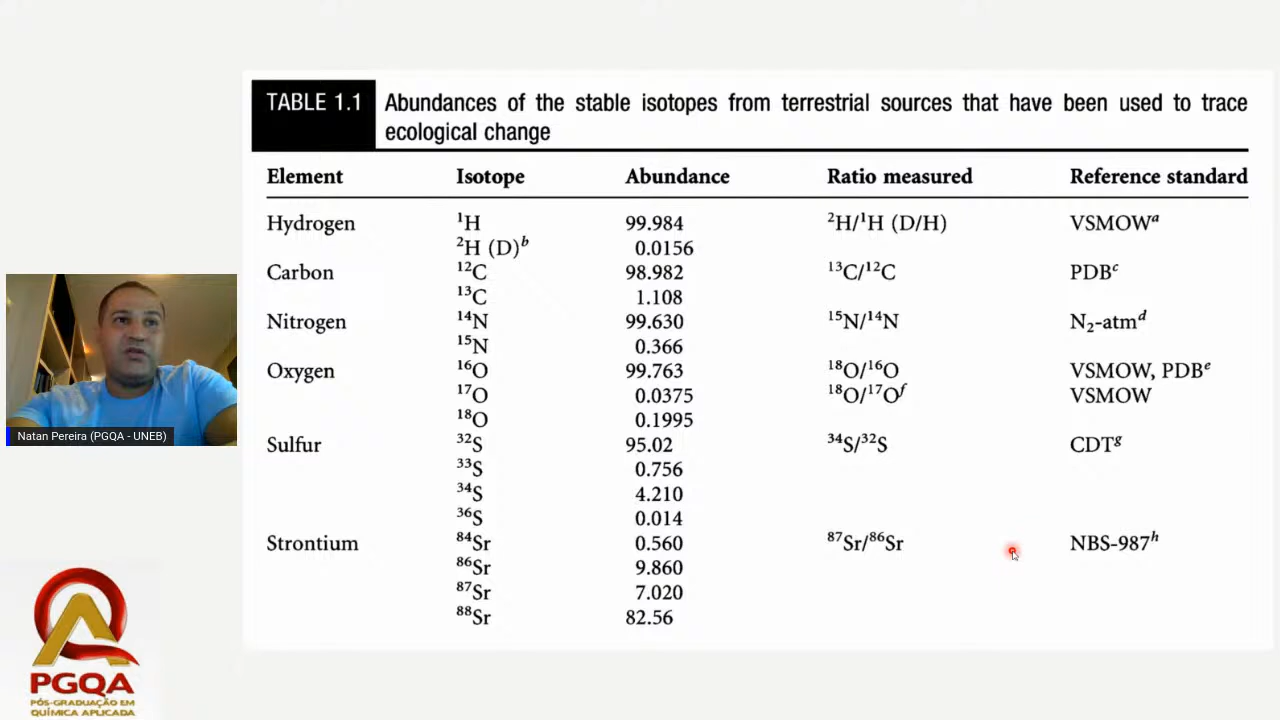 TABLE 1.1 Abundances of the stable isotopes from terrestrial sources that have been used to trace
ecological change
Element Isotope Abundance Ratio measured Reference standard
Hydrogen ¹H 99.984 ²H/¹H (D/H) VSMOWᵃ
²H (D)ᵇ 0.0156
Carbon ¹²C 98.982 ¹³C/¹²C PDBᶜ
¹³C 1.108
Nitrogen ¹⁴N 99.630 ¹⁵N/¹⁴N N₂-atmᵈ
¹⁵N 0.366
Oxygen ¹⁶O 99.763 ¹⁸O/¹⁶O VSMOW, PDBᵉ
¹⁷O 0.0375 ¹⁸O/¹⁷Oᶠ VSMOW
¹⁸O 0.1995
Sulfur ³²S 95.02 ³⁴S/³²S CDTᵍ
³³S 0.756
³⁴S 4.210
³⁶S 0.014
Strontium ⁸⁴Sr 0.560 ⁸⁷Sr/⁸⁶Sr NBS-987ʰ
⁸⁶Sr 9.860
⁸⁷Sr 7.020
⁸⁸Sr 82.56
Natan Pereira (PGQA - UNEB)
PGQA
PÓS-GRADUAÇÃO EM
QUÍMICA APLICADA